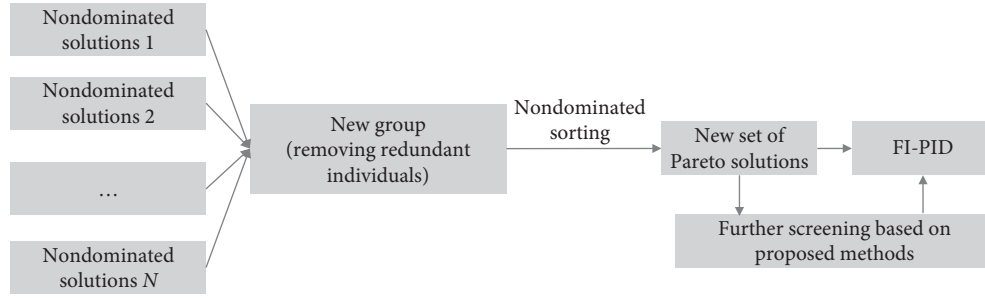 Nondominated
solutions 1
Nondominated
solutions 2
...
Nondominated
solutions N
New group
(removing redundant
individuals)
Nondominated
sorting
New set of
Pareto solutions
FI-PID
Further screening based on
proposed methods